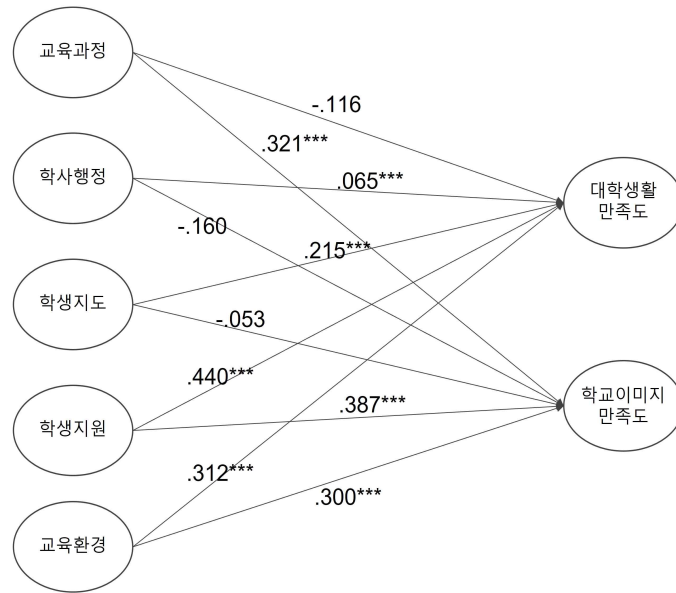 교육과정
-.116
.321***
학사행정
.065***
대학생활
만족도
-.160
.215***
학생지도
-.053
.440***
.387***
학교이미지
만족도
학생지원
.312***
.300***
교육환경